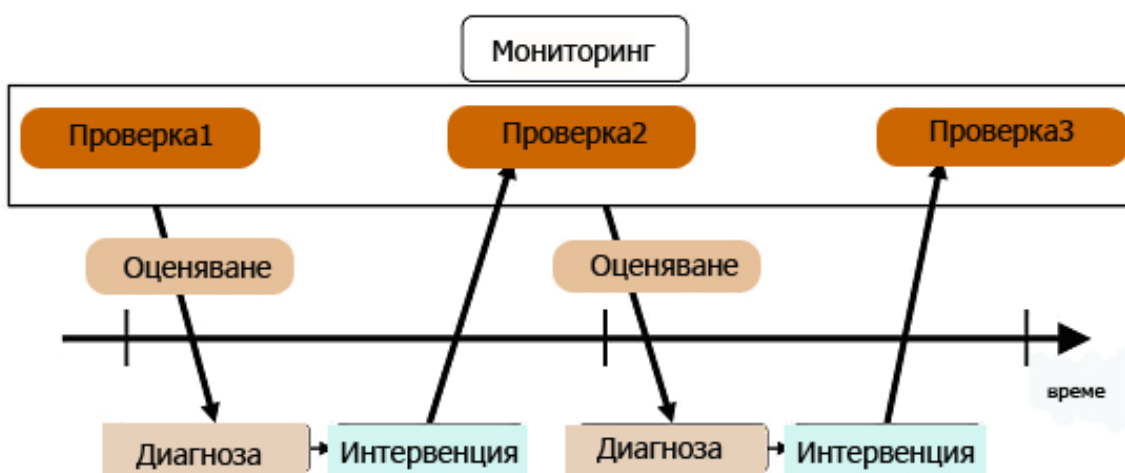 Мониторинг
Проверка1
Проверка2
Проверка3
Оценяване
Оценяване
време
Диагноза
Интервенция
Диагноза
Интервенция